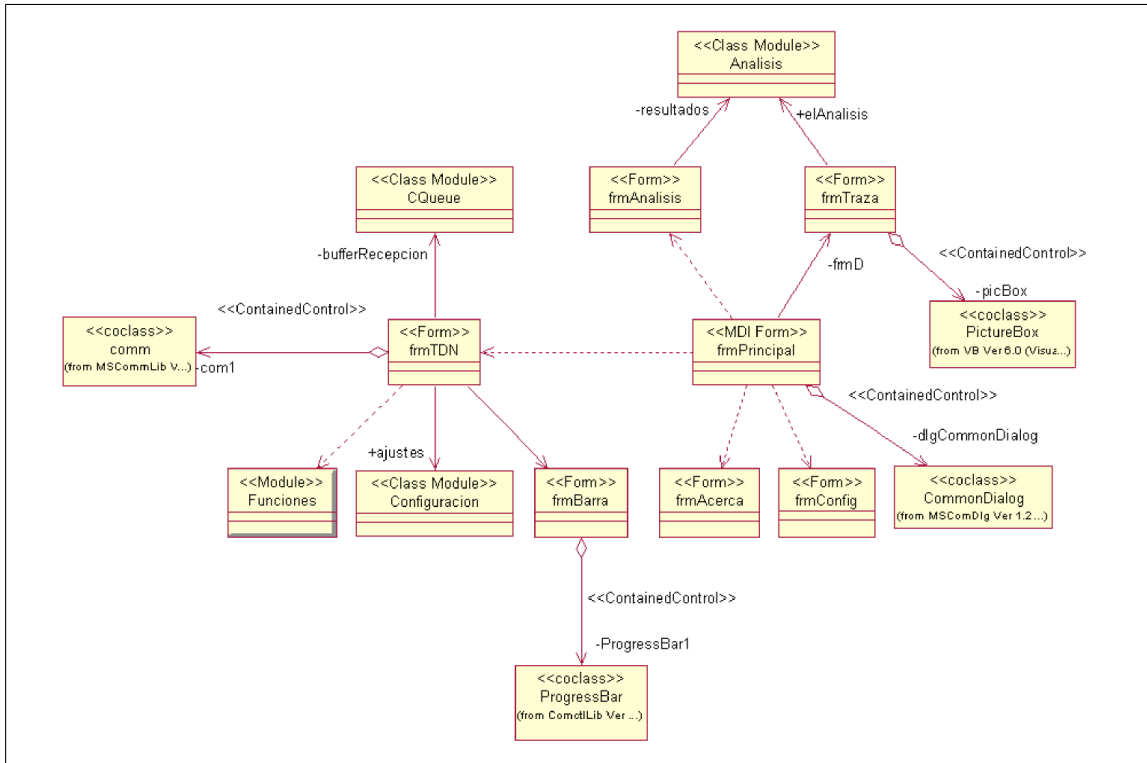 <<Class Module>>
Analisis
-resultados
+elAnalisis
<<Class Module>>
CQueue
<<Form>>
frmAnalisis
<<Form>>
frmTraza
-bufferRecepcion
-frmD
<<ContainedControl>>
-picBox
<<ContainedControl>>
<<coclass>>
comm
(from MSCommLib V...)
-com1
<<Form>>
frmTDN
<<MDI Form>>
frmPrincipal
<<coclass>>
PictureBox
(from VB Ver 6.0 (Visua...)
<<ContainedControl>>
-dlgCommonDialog
+ajustes
<<Module>>
Funciones
<<Class Module>>
Configuracion
<<Form>>
frmBarra
<<Form>>
frmAcerca
<<Form>>
frmConfig
<<coclass>>
CommonDialog
(from MSComDlg Ver 1.2...)
<<ContainedControl>>
-ProgressBar1
<<coclass>>
ProgressBar
(from ComctlLib Ver ...)